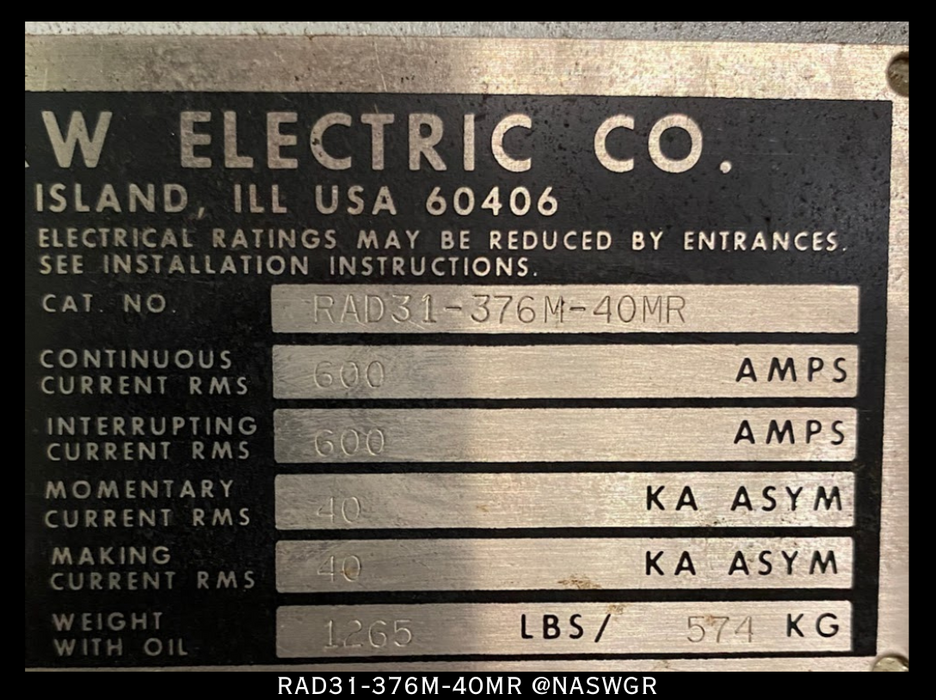 W ELECTRIC CO.
ISLAND, ILL USA 60406
ELECTRICAL RATINGS MAY BE REDUCED BY ENTRANCES.
SEE INSTALLATION INSTRUCTIONS.
CAT. NO. RAD31-376M-40MR
CONTINUOUS
CURRENT RMS 600 AMPS
INTERRUPTING
CURRENT RMS 600 AMPS
MOMENTARY
CURRENT RMS 40 KA ASYM
MAKING
CURRENT RMS 40 KA ASYM
WEIGHT
WITH OIL 1265 LBS/ 574 KG
RAD31-376M-40MR @NASWGR